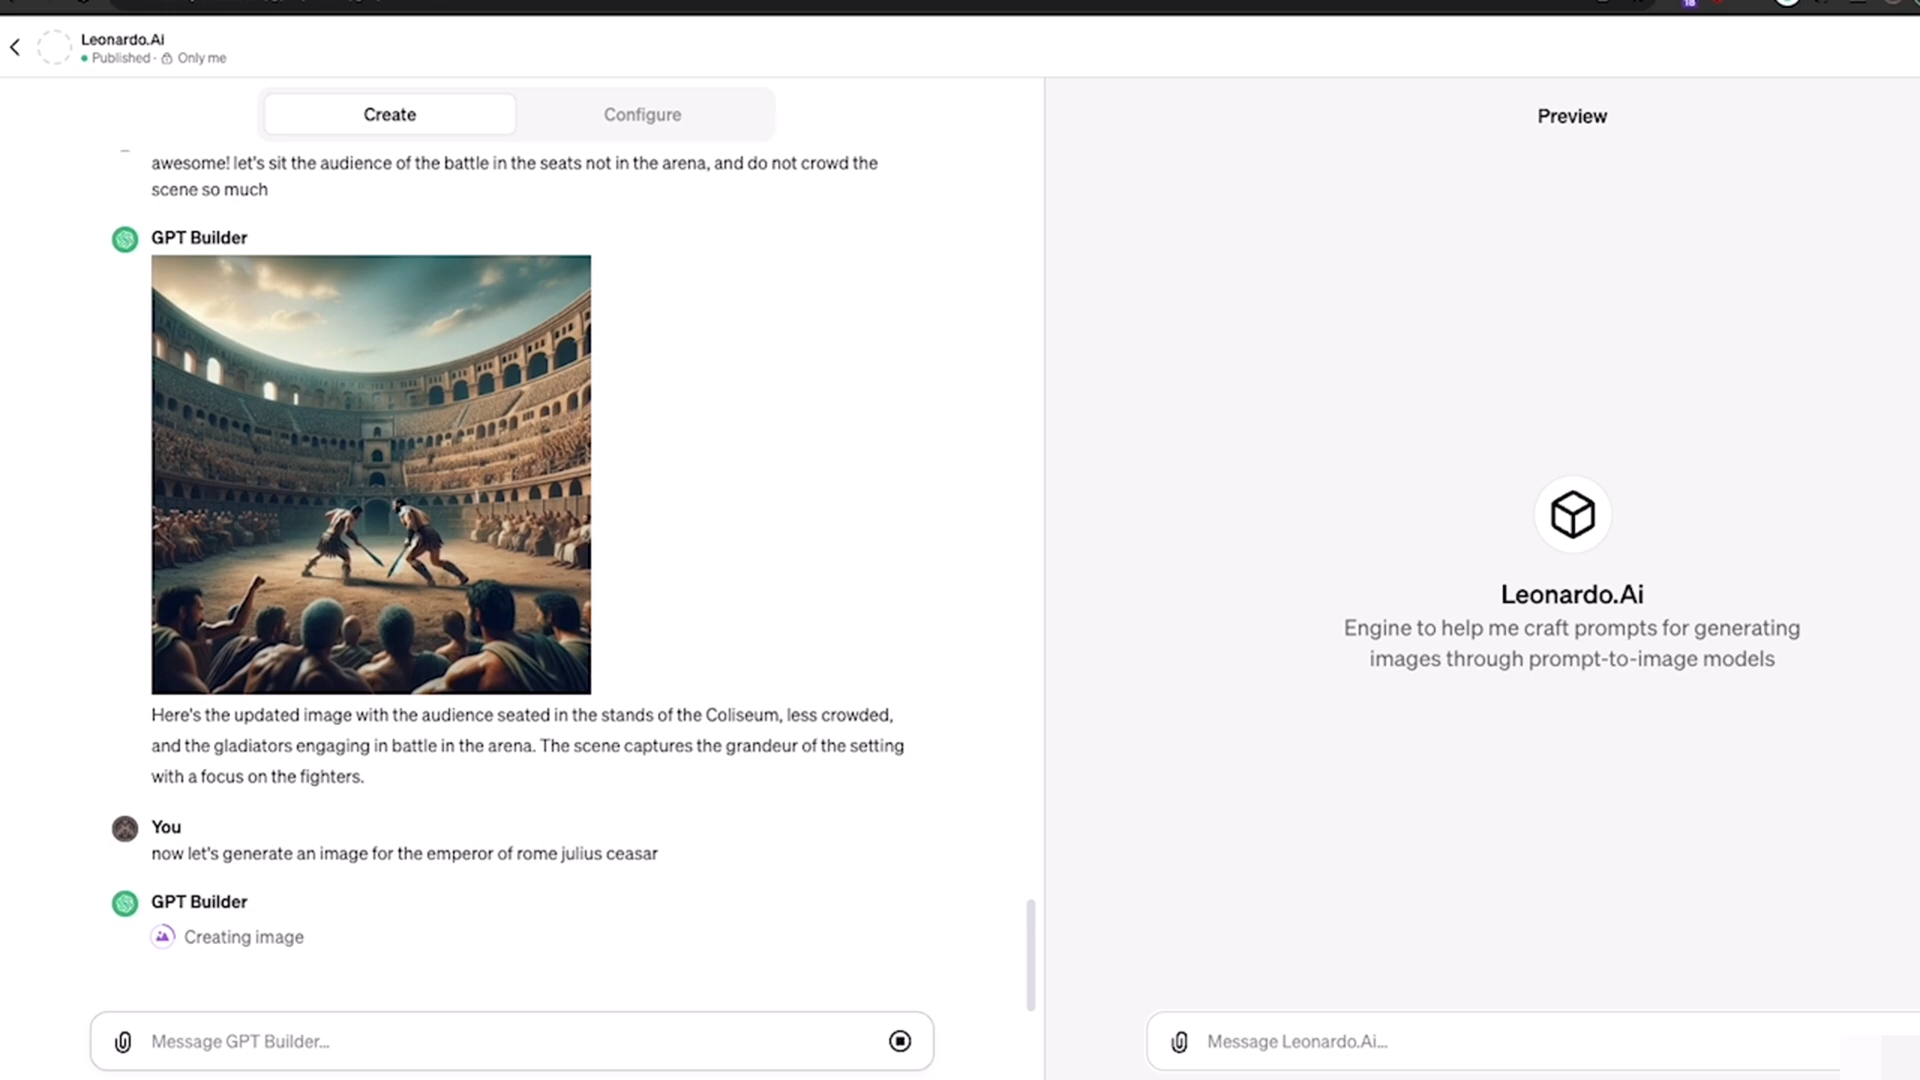 18
Leonardo.Ai
Published · Only me
Create
Configure
Preview
awesome! let's sit the audience of the battle in the seats not in the arena, and do not crowd the
scene so much
GPT Builder
Here's the updated image with the audience seated in the stands of the Coliseum, less crowded,
and the gladiators engaging in battle in the arena. The scene captures the grandeur of the setting
with a focus on the fighters.
You
now let's generate an image for the emperor of rome julius ceasar
GPT Builder
Creating image
Message GPT Builder...
Leonardo.Ai
Engine to help me craft prompts for generating
images through prompt-to-image models
Message Leonardo.Ai...